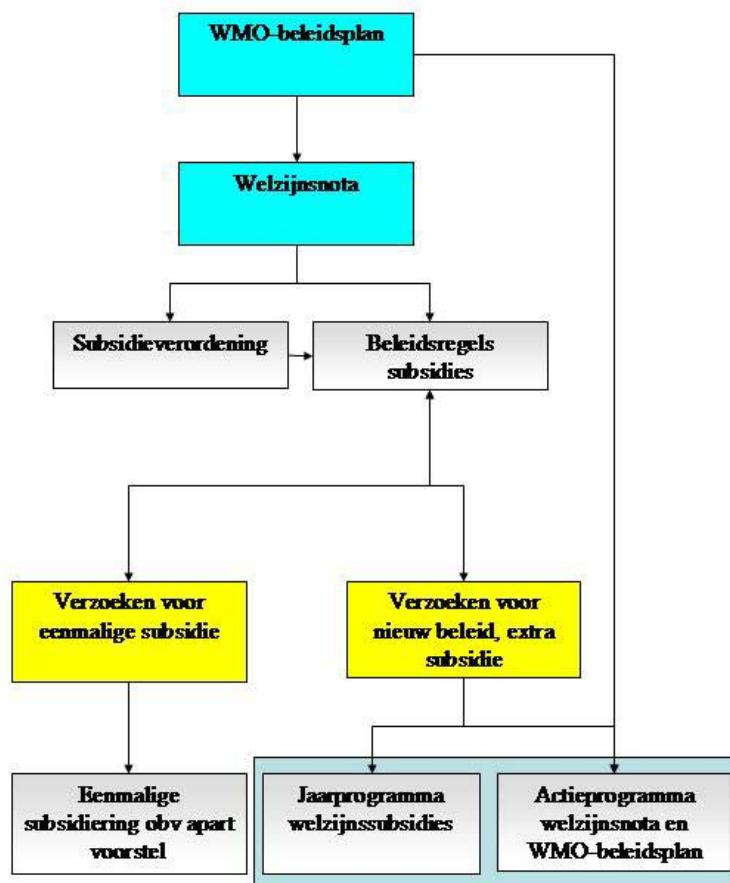 WMO-beleidsplan
Welzijnsnota
Subsidieverordening
Beleidsregels
subsidies
Verzoeken voor
eenmalige subsidie
Verzoeken voor
nieuw beleid, extra
subsidie
Eenmalige
subsidiering obv apart
voorstel
Jaarprogramma
welzijnssubsidies
Actieprogramma
welzijnsnota en
WMO-beleidsplan